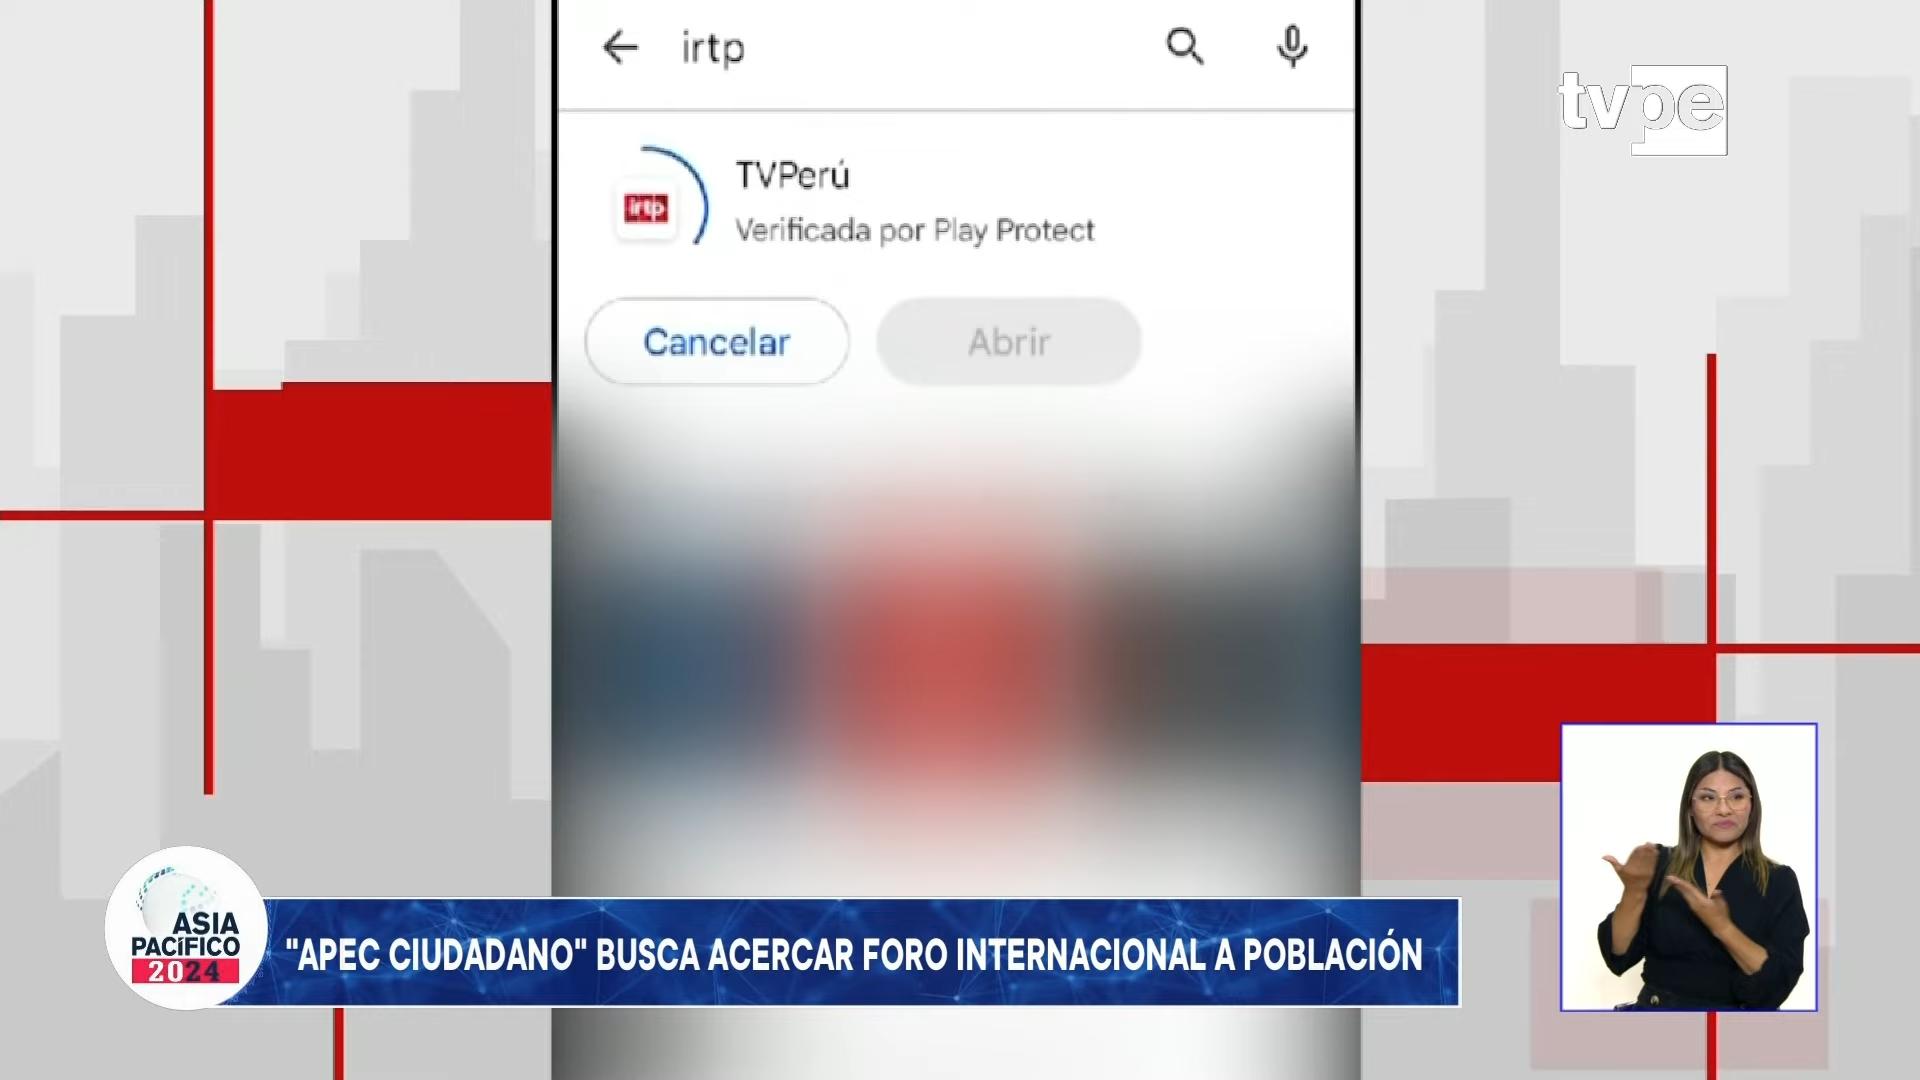 irtp
tvpe
TVPerú
irtp
Verificada por Play Protect
Cancelar
Abrir
ASIA
PACÍFICO
2024
"APEC CIUDADANO" BUSCA ACERCAR FORO INTERNACIONAL A POBLACIÓN